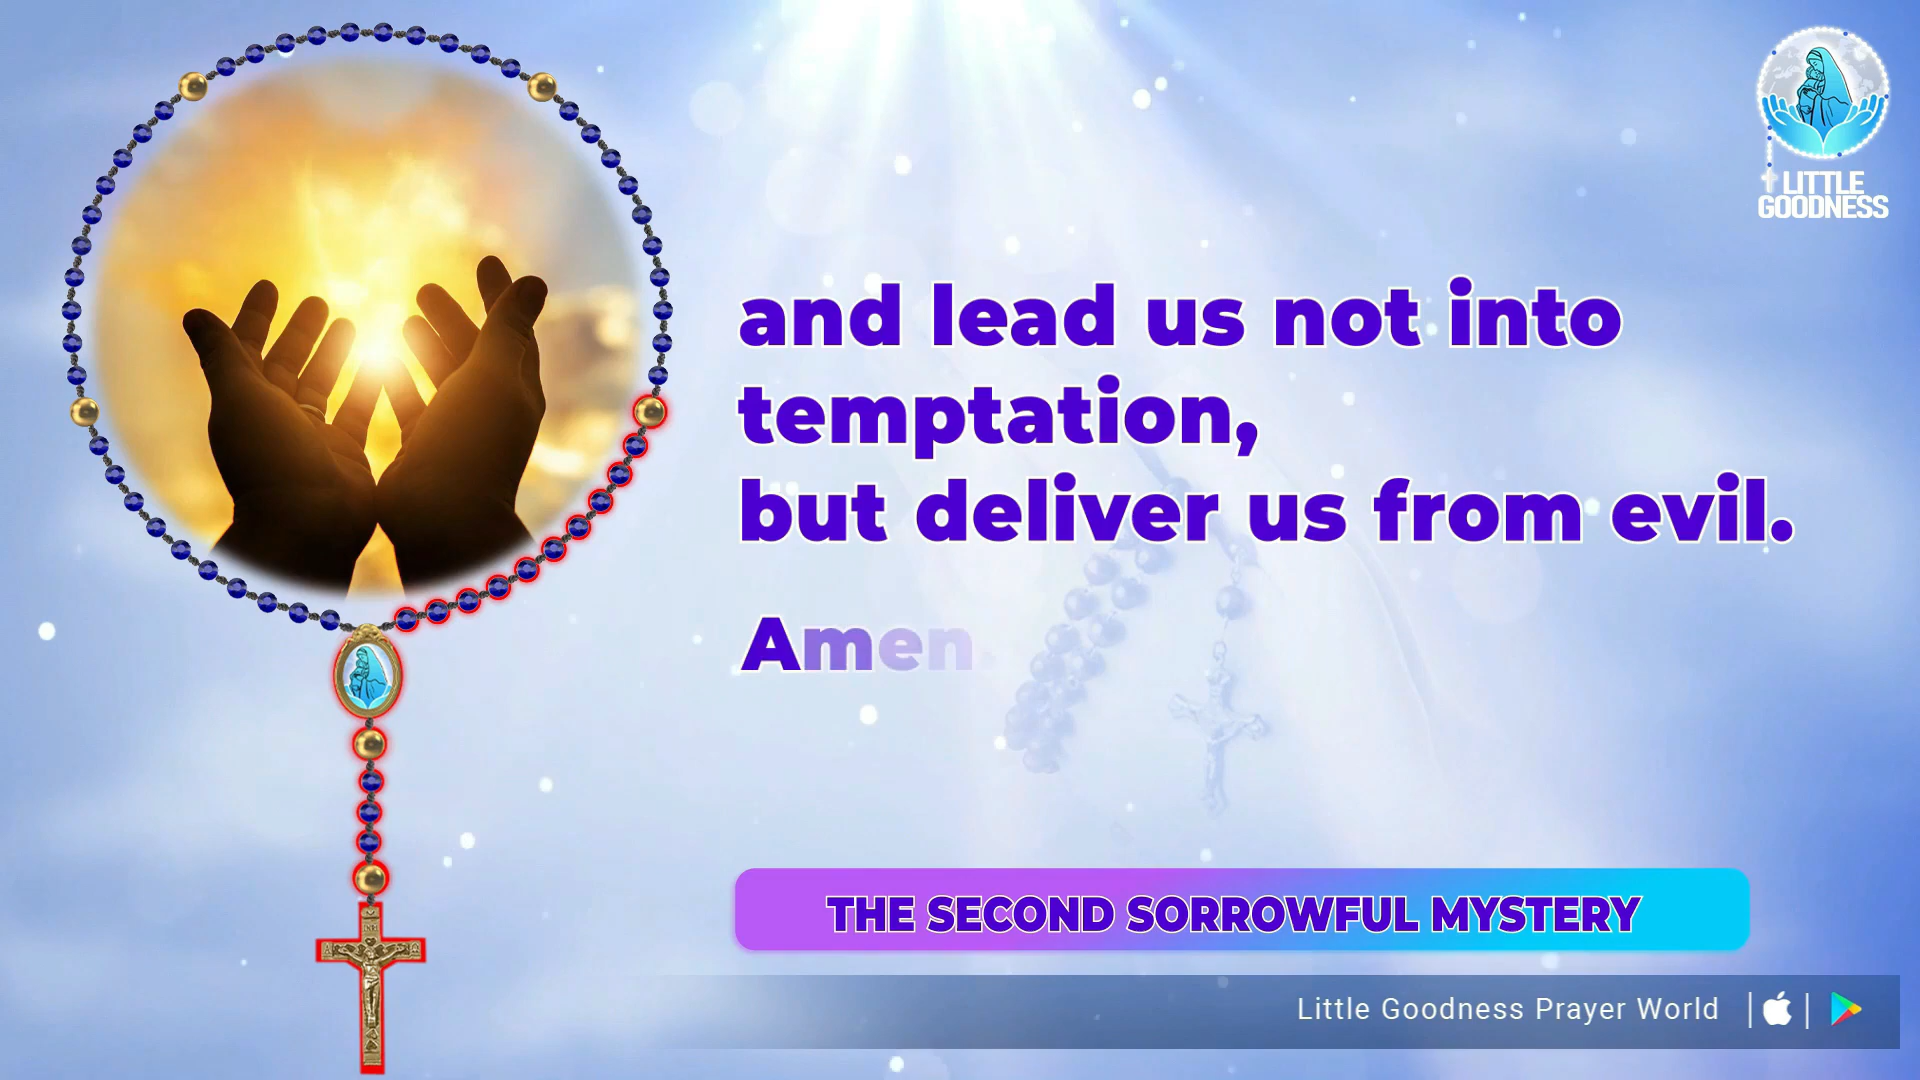 LITTLE
GOODNESS
and lead us not into
temptation,
but deliver us from evil.
Amen.
THE SECOND SORROWFUL MYSTERY
Little Goodness Prayer World